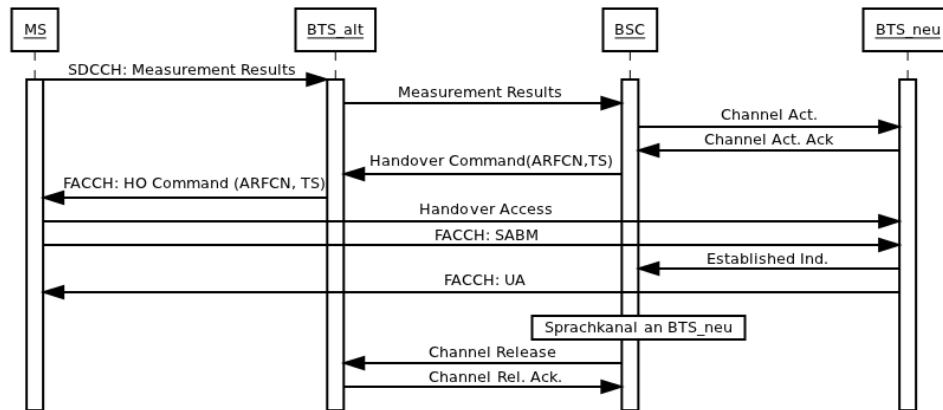 MS
BTS_alt
BSC
BTS_neu
SDCCH: Measurement Results
Measurement Results
Channel Act.
Channel Act. Ack
Handover Command(ARFCN,TS)
FACCH: HO Command (ARFCN, TS)
Handover Access
FACCH: SABM
Established Ind.
FACCH: UA
Sprachkanal an BTS_neu
Channel Release
Channel Rel. Ack.